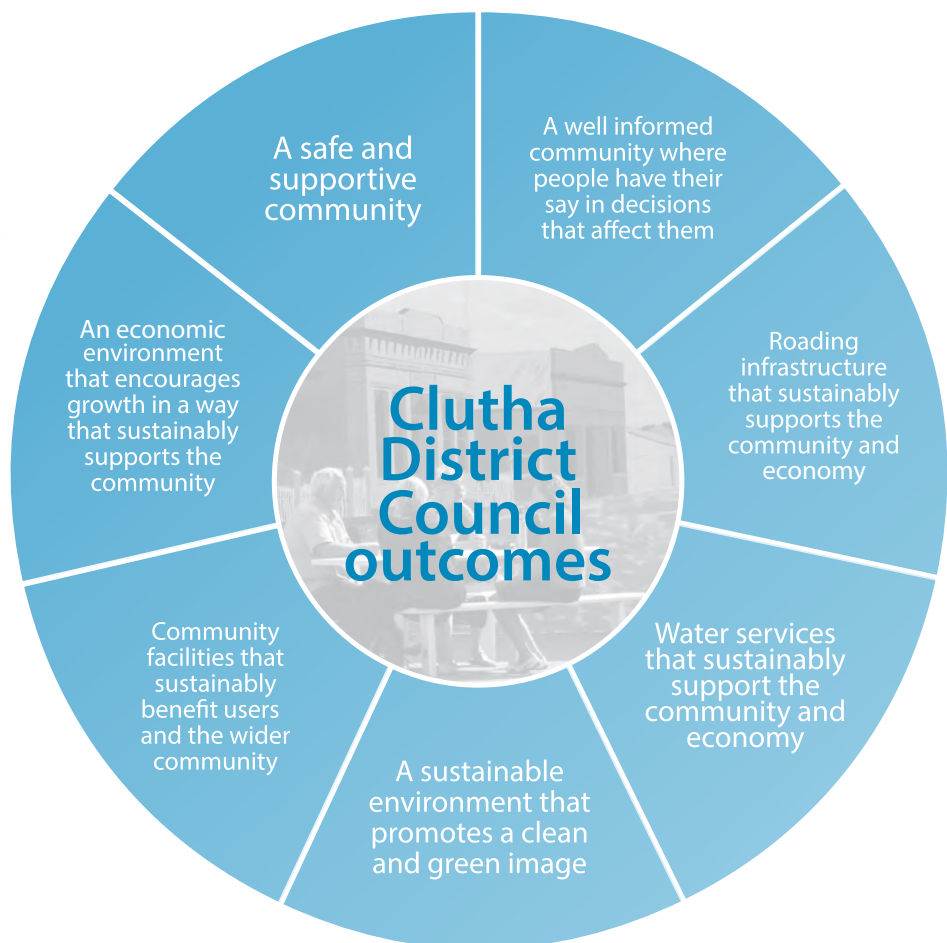 A safe and
supportive
community
A well informed
community where
people have their
say in decisions
that affect them
An economic
environment
that encourages
growth in a way
that sustainably
supports the
community
Clutha
District
Council
outcomes
Roading
infrastructure
that sustainably
supports the
community and
economy
Community
facilities that
sustainably
benefit users
and the wider
community
A sustainable
environment that
promotes a clean
and green image
Water services
that sustainably
support the
community and
economy